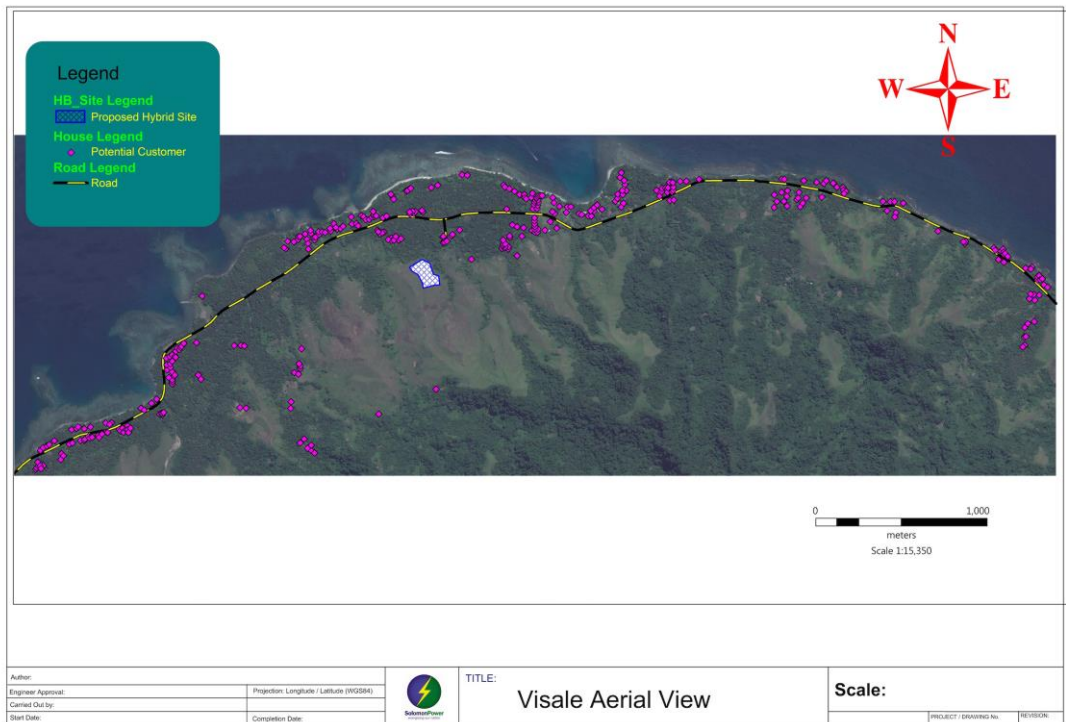 N
W E
S
Legend
HB_Site Legend
Proposed Hybrid Site
House Legend
Potential Customer
Road Legend
Road
0 1,000
meters
Scale 1:15,350
Author:
Engineer Approval:
Projection: Longitude / Latitude (WGS84)
Carried Out by:
Start Date:
Completion Date:
SolomonPower
TITLE:
Visale Aerial View
Scale:
PROJECT / DRAWING No.
REVISION: